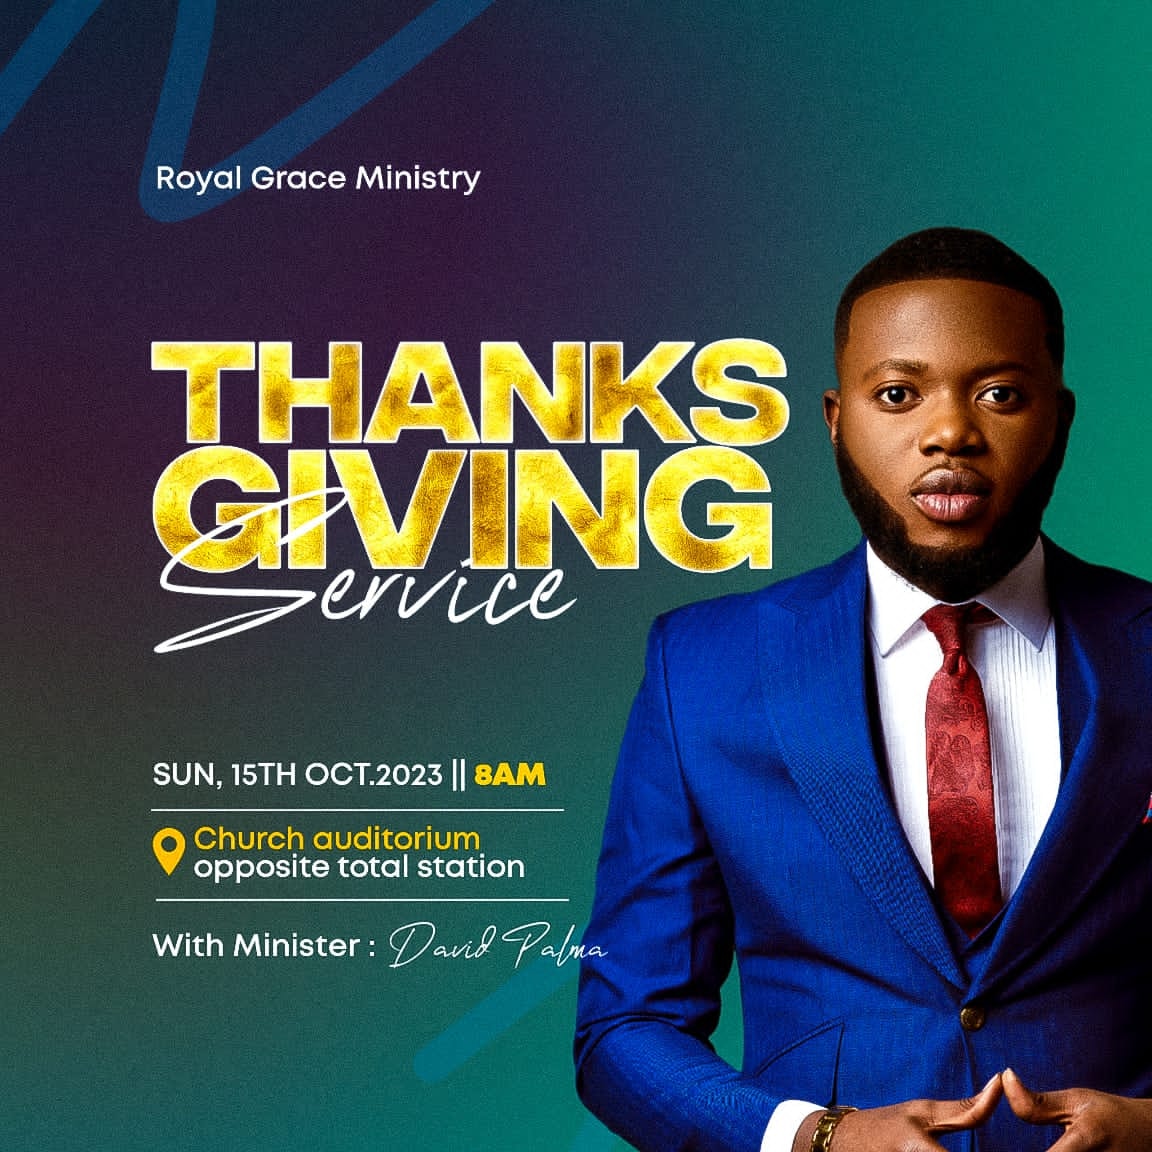 Royal Grace Ministry
THANKS
GIVING
Service
SUN, 15TH OCT.2023 || 8AM
Church auditorium
opposite total station
With Minister : David Palma